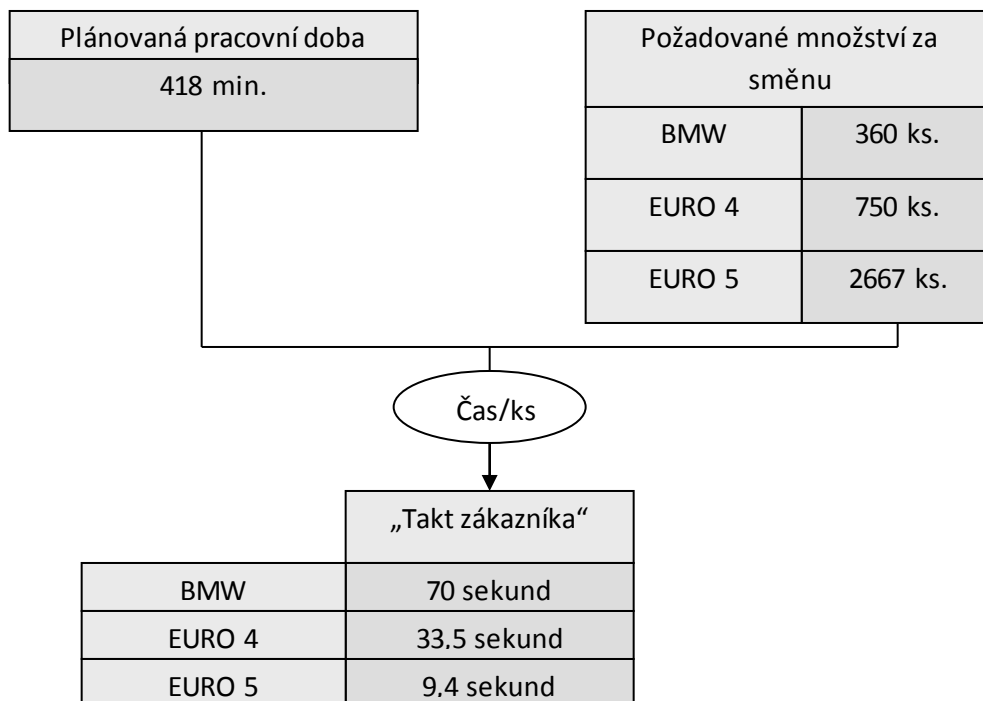 Plánovaná pracovní doba
418 min.
Požadované množství za
směnu
BMW 360 ks.
EURO 4 750 ks.
EURO 5 2667 ks.
Čas/ks
„Takt zákazníka“
BMW 70 sekund
EURO 4 33,5 sekund
EURO 5 9,4 sekund